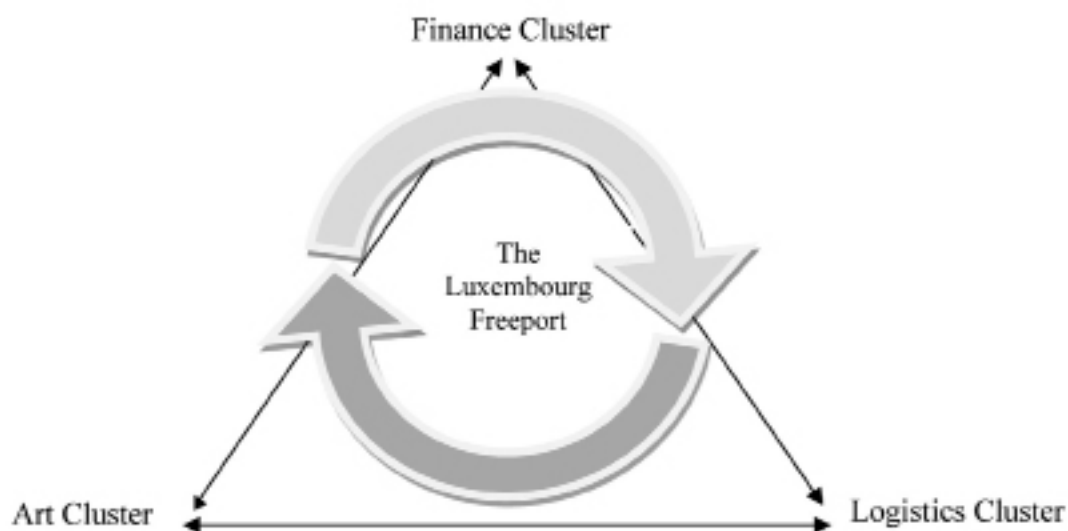 Finance Cluster
The
Luxembourg
Freeport
Art Cluster
Logistics Cluster